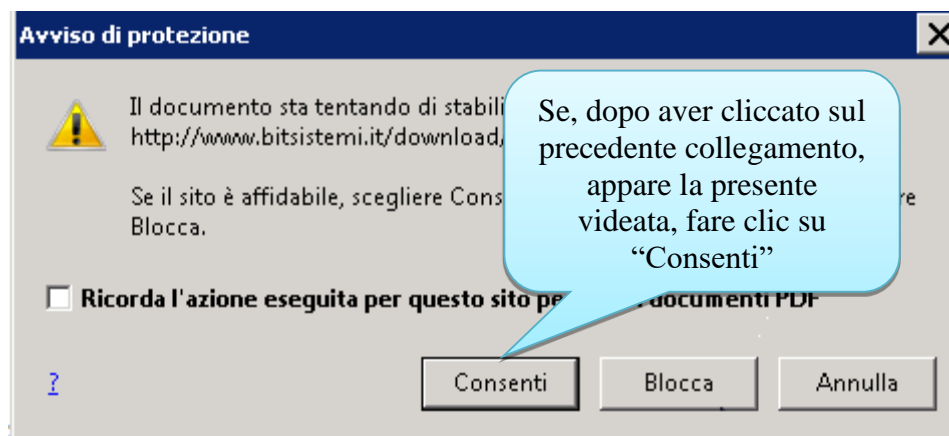 Avviso di protezione
Il documento sta tentando di stabili
http://www.bitsistemi.it/download/
Se il sito è affidabile, scegliere Cons re
Blocca.
Se, dopo aver cliccato sul
precedente collegamento,
appare la presente
videata, fare clic su
“Consenti”
Ricorda l'azione eseguita per questo sito pe documenti PDF
?
Consenti
Blocca
Annulla